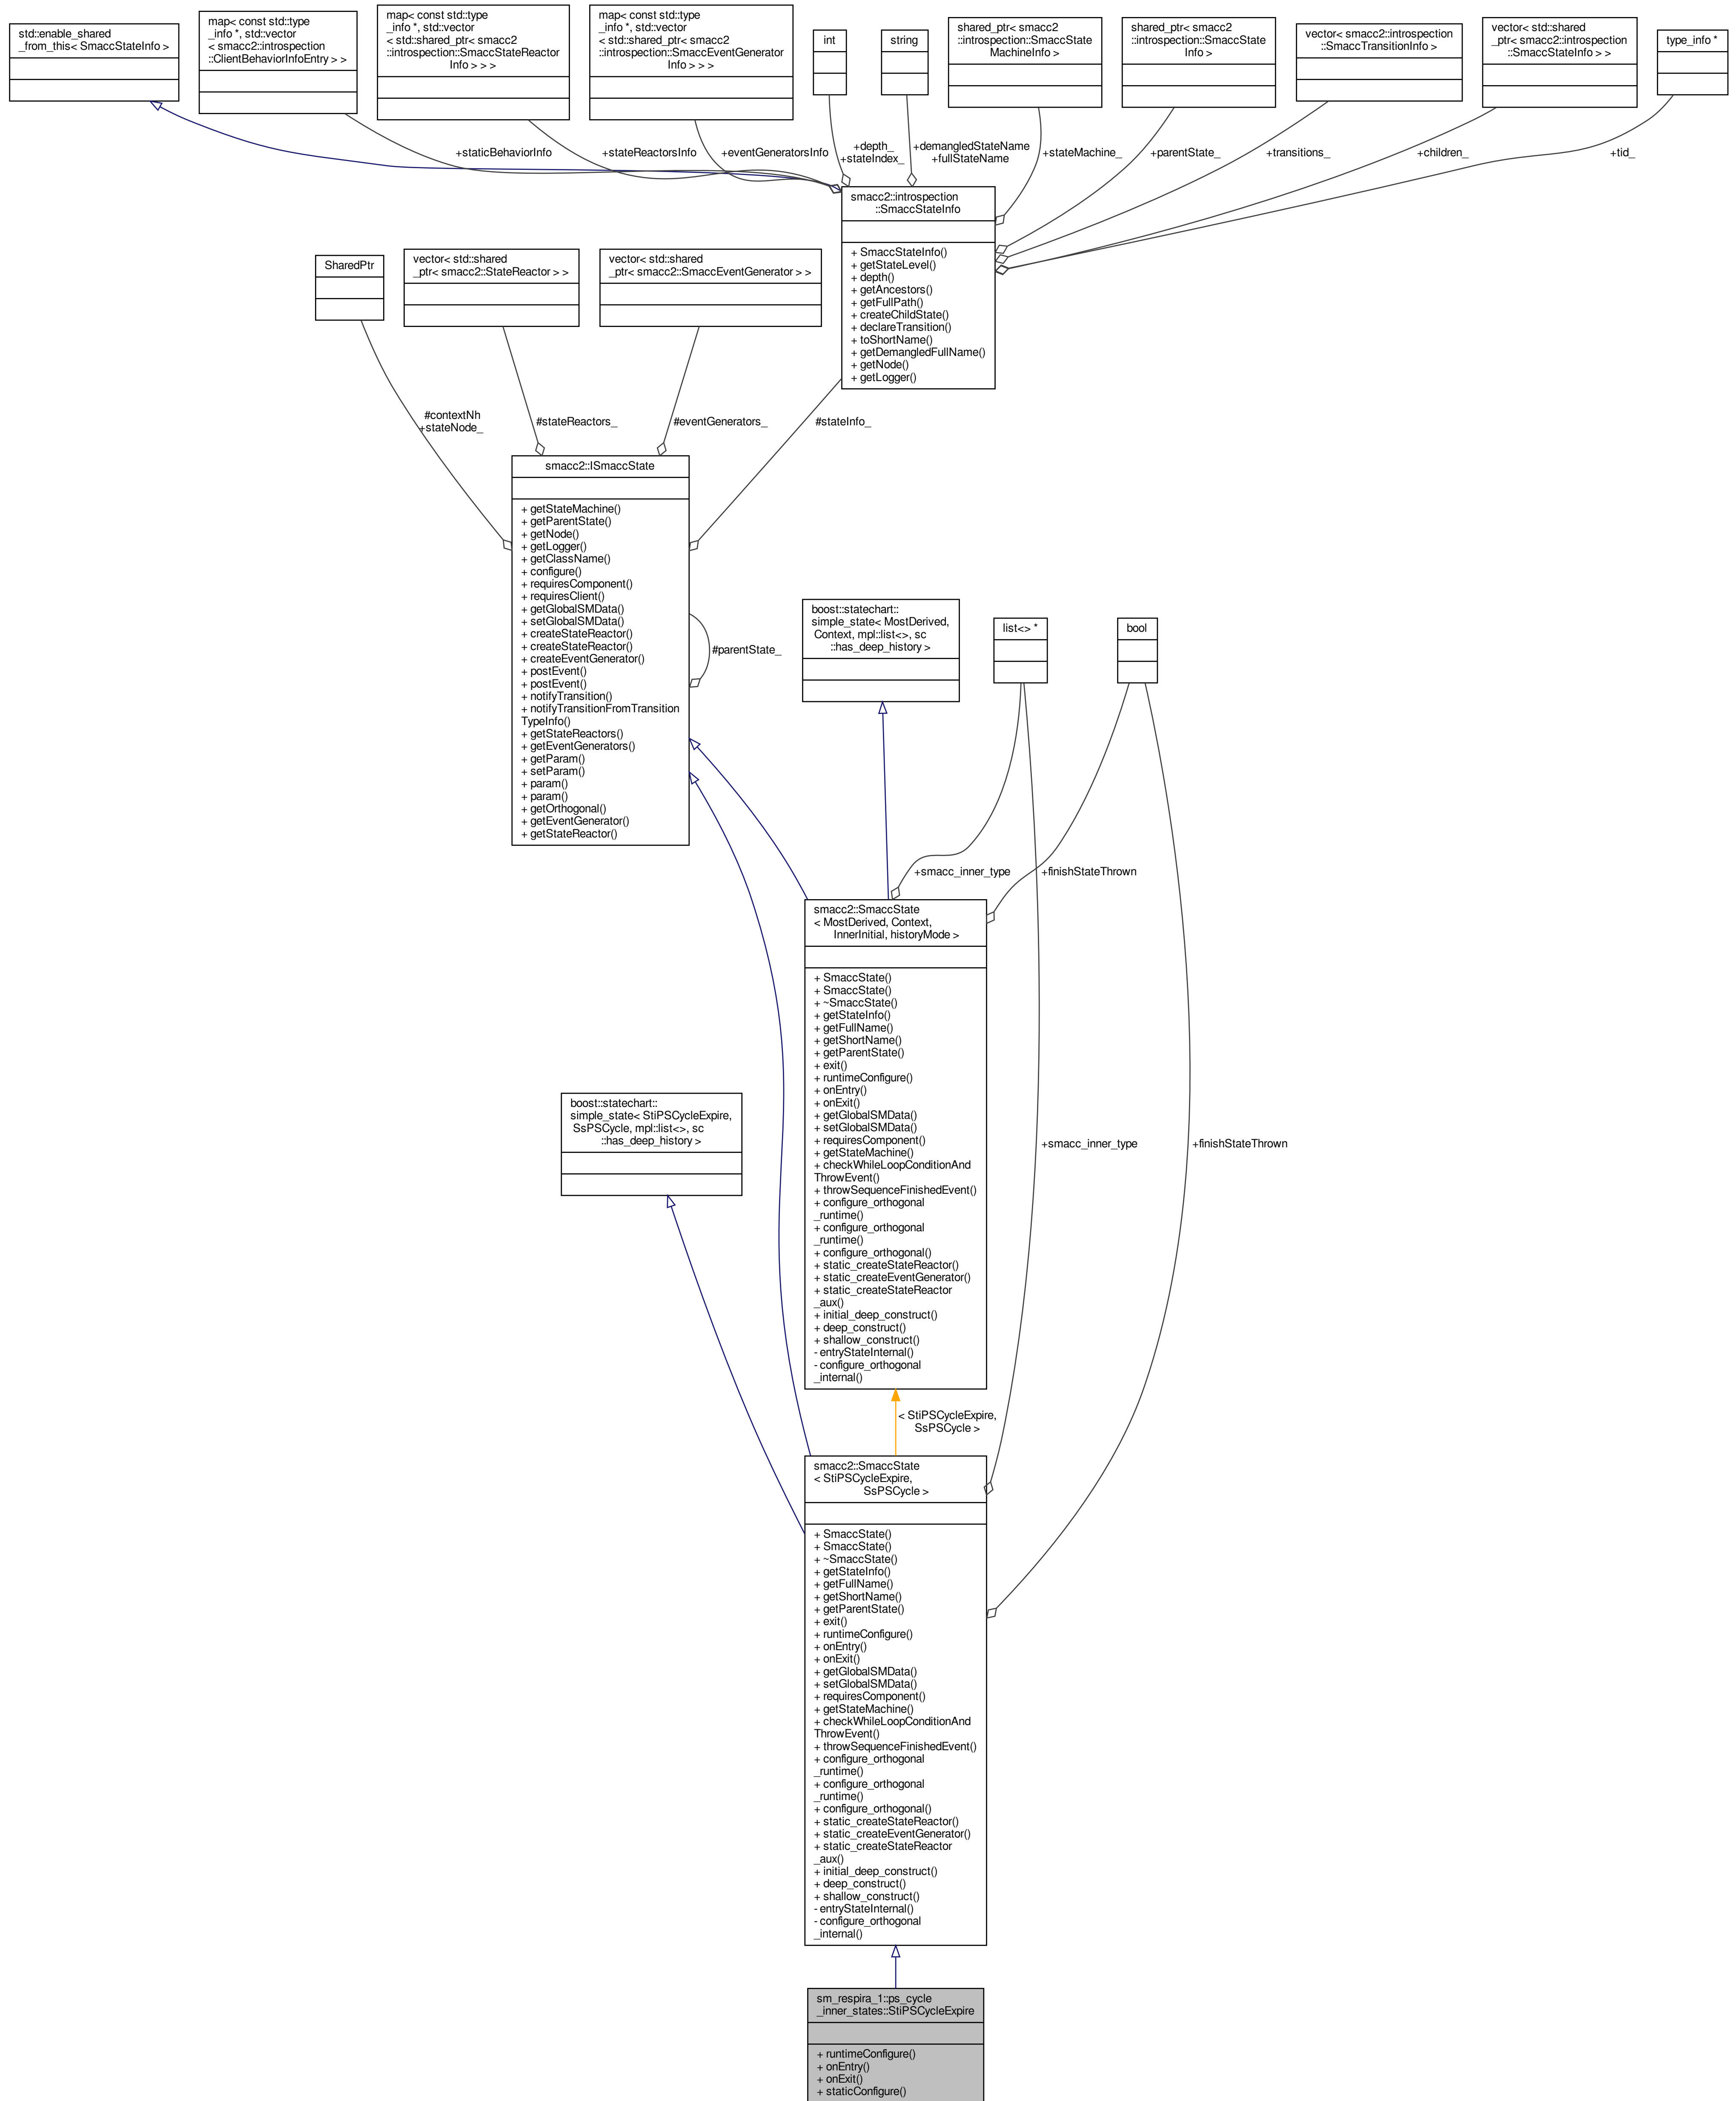 std::enable_shared
_from_this< SmaccStateInfo >
map< const std::type
_info *, std::vector
< smacc2::introspection
::ClientBehaviorInfoEntry > >
map< const std::type
_info *, std::vector
< std::shared_ptr< smacc2
::introspection::SmaccStateReactor
Info > > >
map< const std::type
_info *, std::vector
< std::shared_ptr< smacc2
::introspection::SmaccEventGenerator
Info > > >
int
string
shared_ptr< smacc2
::introspection::SmaccState
MachineInfo >
shared_ptr< smacc2
::introspection::SmaccState
Info >
vector< smacc2::introspection
::SmaccTransitionInfo >
vector< std::shared
_ptr< smacc2::introspection
::SmaccStateInfo > >
type_info *
+staticBehaviorInfo
+stateReactorsInfo
+eventGeneratorsInfo
+depth_
+stateIndex_
+demangledStateName
+fullStateName
+stateMachine_
+parentState_
+transitions_
+children_
+tid_
smacc2::introspection
::SmaccStateInfo
+ SmaccStateInfo()
+ getStateLevel()
+ depth()
+ getAncestors()
+ getFullPath()
+ createChildState()
+ declareTransition()
+ toShortName()
+ getDemangledFullName()
+ getNode()
+ getLogger()
SharedPtr
vector< std::shared
_ptr< smacc2::StateReactor > >
vector< std::shared
_ptr< smacc2::SmaccEventGenerator > >
#contextNh
+stateNode_
#stateReactors_
#eventGenerators_
#stateInfo_
smacc2::ISmaccState
+ getStateMachine()
+ getParentState()
+ getNode()
+ getLogger()
+ getClassName()
+ configure()
+ requiresComponent()
+ requiresClient()
+ getGlobalSMData()
+ setGlobalSMData()
+ createStateReactor()
+ createStateReactor()
+ createEventGenerator()
+ postEvent()
+ postEvent()
+ notifyTransition()
+ notifyTransitionFromTransition
TypeInfo()
+ getStateReactors()
+ getEventGenerators()
+ getParam()
+ setParam()
+ param()
+ param()
+ getOrthogonal()
+ getEventGenerator()
+ getStateReactor()
#parentState_
boost::statechart::
simple_state< MostDerived,
Context, mpl::list<>, sc
::has_deep_history >
list<> *
bool
+smacc_inner_type
+finishStateThrown
smacc2::SmaccState
< MostDerived, Context,
InnerInitial, historyMode >
+ SmaccState()
+ SmaccState()
+ ~SmaccState()
+ getStateInfo()
+ getFullName()
+ getShortName()
+ getParentState()
+ exit()
+ runtimeConfigure()
+ onEntry()
+ onExit()
+ getGlobalSMData()
+ setGlobalSMData()
+ requiresComponent()
+ getStateMachine()
+ checkWhileLoopConditionAnd
ThrowEvent()
+ throwSequenceFinishedEvent()
+ configure_orthogonal
_runtime()
+ configure_orthogonal
_runtime()
+ configure_orthogonal()
+ static_createStateReactor()
+ static_createEventGenerator()
+ static_createStateReactor
_aux()
+ initial_deep_construct()
+ deep_construct()
+ shallow_construct()
- entryStateInternal()
- configure_orthogonal
_internal()
boost::statechart::
simple_state< StiPSCycleExpire,
SsPSCycle, mpl::list<>, sc
::has_deep_history >
+smacc_inner_type
+finishStateThrown
< StiPSCycleExpire,
SsPSCycle >
smacc2::SmaccState
< StiPSCycleExpire,
SsPSCycle >
+ SmaccState()
+ SmaccState()
+ ~SmaccState()
+ getStateInfo()
+ getFullName()
+ getShortName()
+ getParentState()
+ exit()
+ runtimeConfigure()
+ onEntry()
+ onExit()
+ getGlobalSMData()
+ setGlobalSMData()
+ requiresComponent()
+ getStateMachine()
+ checkWhileLoopConditionAnd
ThrowEvent()
+ throwSequenceFinishedEvent()
+ configure_orthogonal
_runtime()
+ configure_orthogonal
_runtime()
+ configure_orthogonal()
+ static_createStateReactor()
+ static_createEventGenerator()
+ static_createStateReactor
_aux()
+ initial_deep_construct()
+ deep_construct()
+ shallow_construct()
- entryStateInternal()
- configure_orthogonal
_internal()
sm_respira_1::ps_cycle
_inner_states::StiPSCycleExpire
+ runtimeConfigure()
+ onEntry()
+ onExit()
+ staticConfigure()